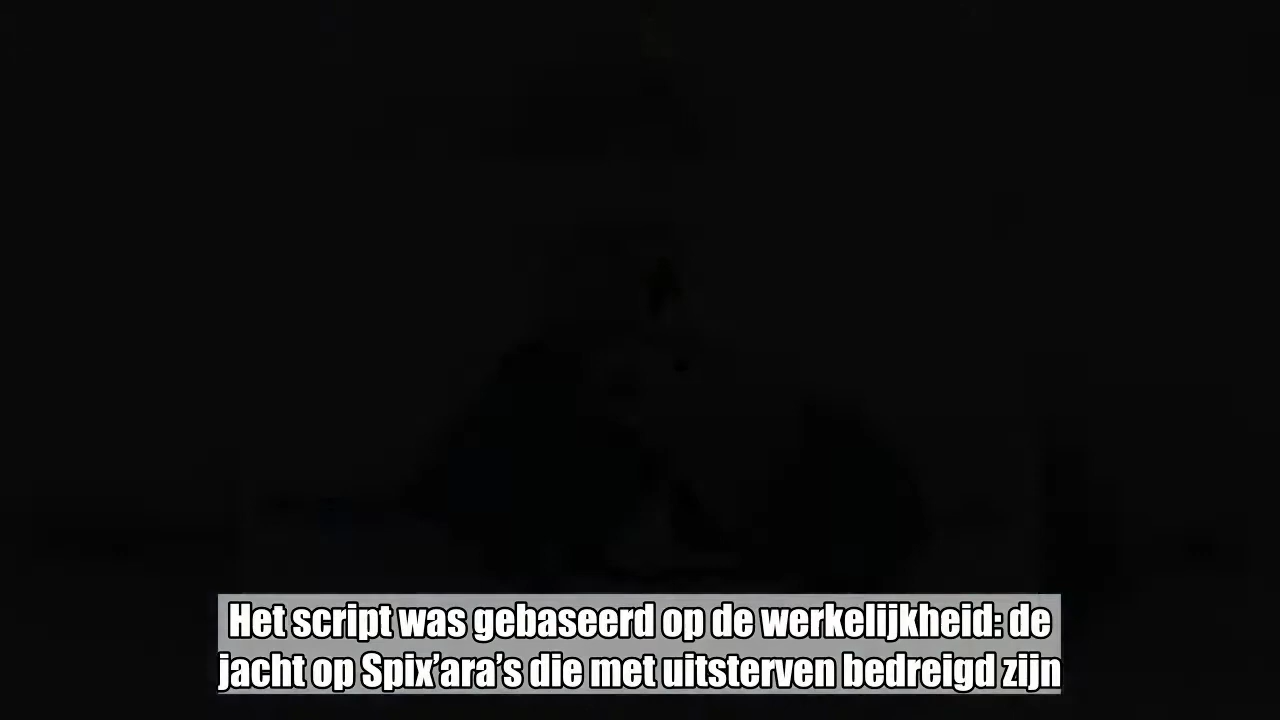 Het script was gebaseerd op de werkelijkheid: de
jacht op Spix’ara’s die met uitsterven bedreigd zijn